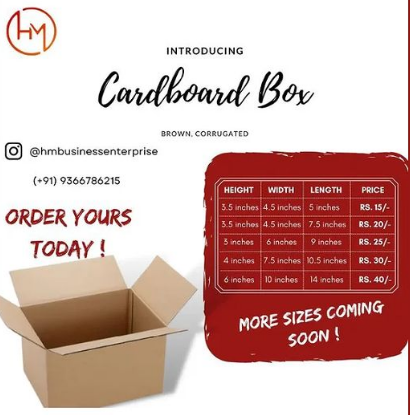 HM
INTRODUCING
Cardboard Box
BROWN, CORRUGATED
@hmbusinessenterprise
(+91) 9366786215
ORDER YOURS
TODAY !
HEIGHT WIDTH LENGTH PRICE
3.5 inches 4.5 inches 5 inches RS. 15/-
3.5 inches 4.5 inches 7.5 inches RS. 20/-
3 inches 6 inches 9 inches RS. 25/-
4 inches 7.5 inches 10.5 inches RS. 30/-
6 inches 10 inches 14 inches RS. 40/-
MORE SIZES COMING
SOON !